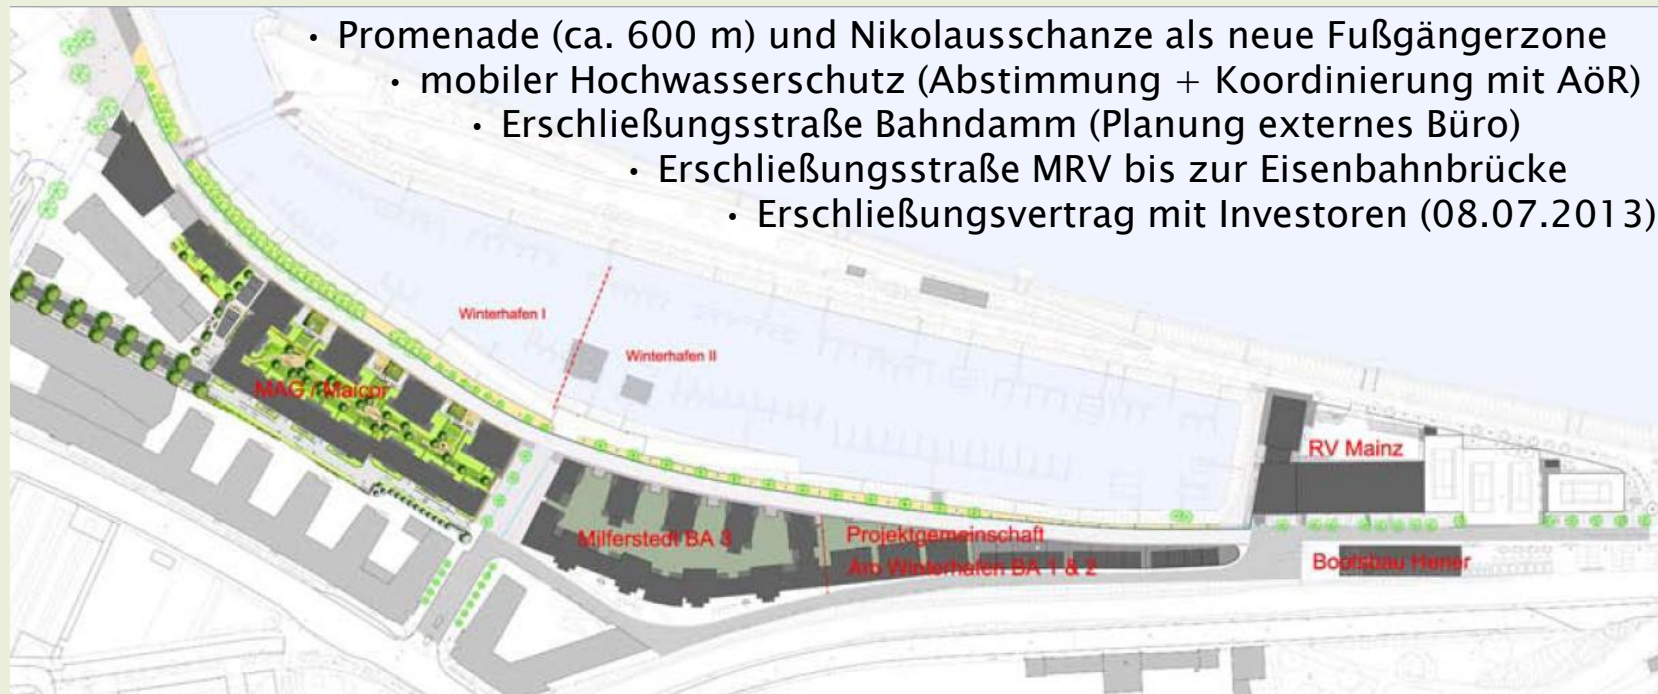 • Promenade (ca. 600 m) und Nikolausschanze als neue Fußgängerzone
• mobiler Hochwasserschutz (Abstimmung + Koordinierung mit AöR)
• Erschließungsstraße Bahndamm (Planung externes Büro)
• Erschließungsstraße MRV bis zur Eisenbahnbrücke
• Erschließungsvertrag mit Investoren (08.07.2013)
Winterhafen I
Winterhafen II
MAG / Maicor
RV Mainz
Milferstedt BA 3
Projektgemeinschaft
Am Winterhafen BA 1 & 2
Bootsbau Hener